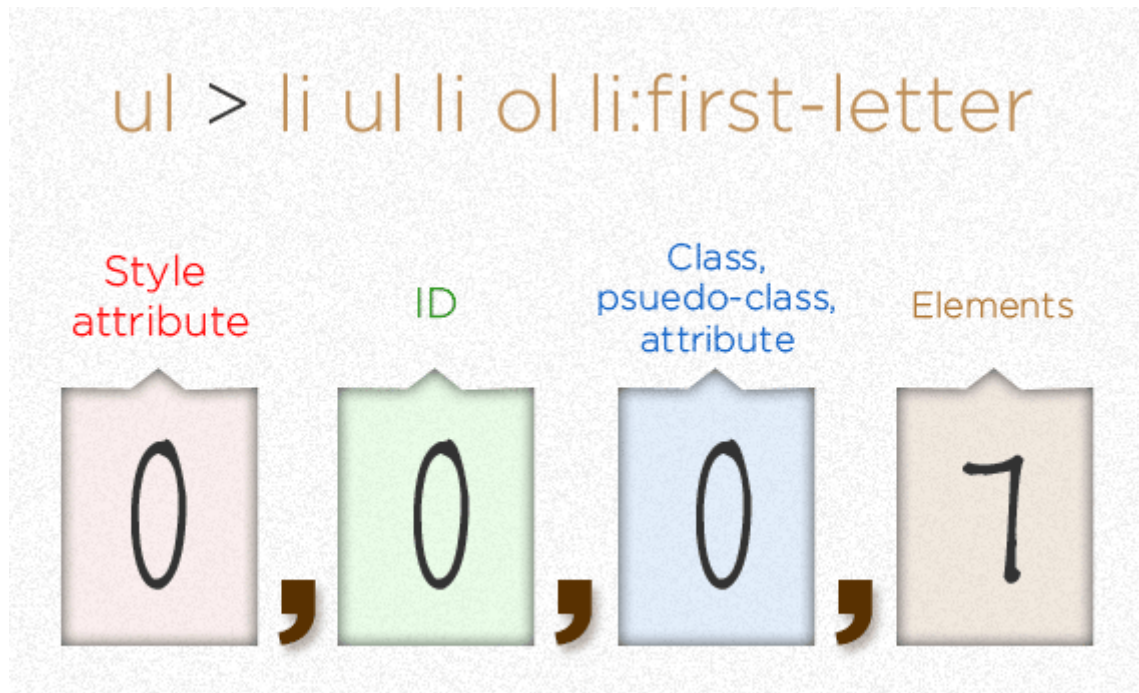 ul > li ul li ol li:first-letter
Style
attribute
ID
Class,
psuedo-class,
attribute
Elements
0 , 0 , 0 , 7